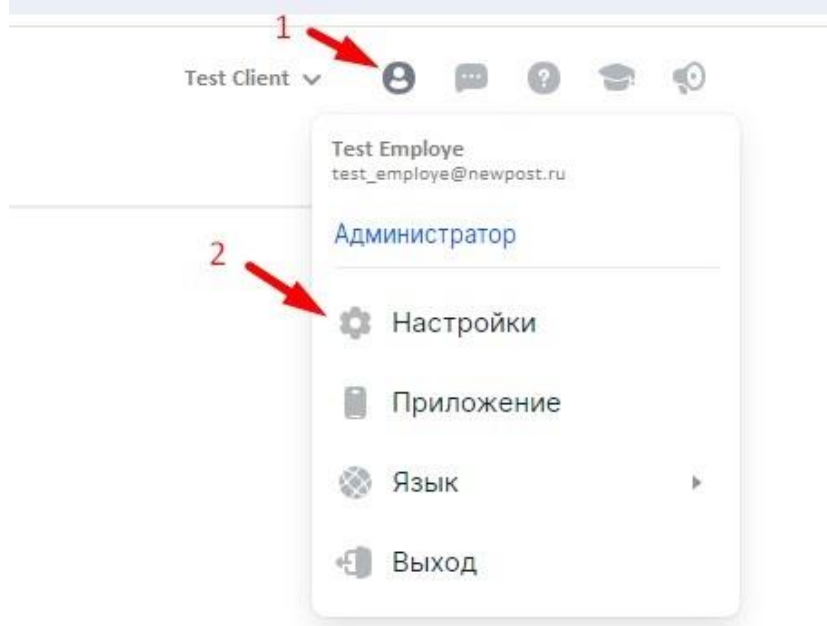 1
Test Client
Test Employe
test_employe@newpost.ru
Администратор
2
Настройки
Приложение
Язык
Выход